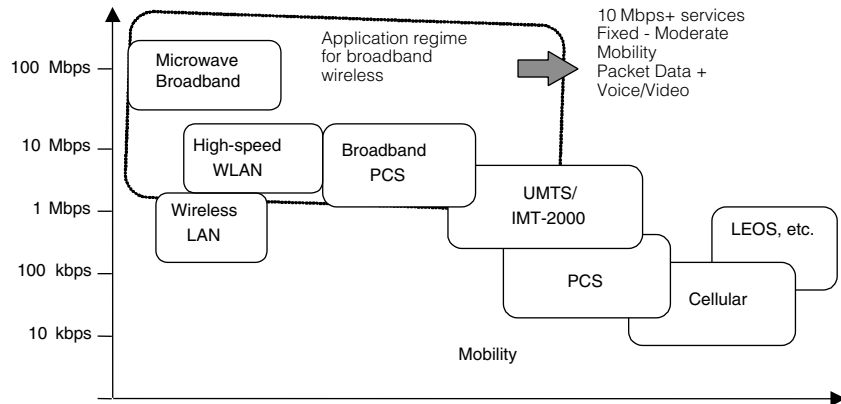 Application regime
for broadband
wireless
10 Mbps+ services
Fixed - Moderate
Mobility
Packet Data +
Voice/Video
100 Mbps
Microwave
Broadband
10 Mbps
High-speed
WLAN
Broadband
PCS
1 Mbps
Wireless
LAN
UMTS/
IMT-2000
LEOS, etc.
100 kbps
PCS
Cellular
10 kbps
Mobility